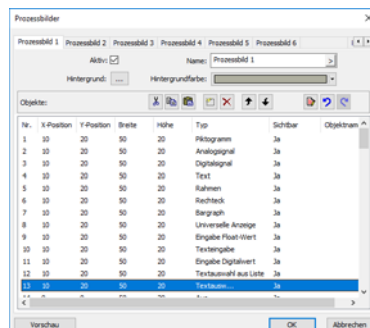 Prozessbilder
Prozessbild 1 Prozessbild 2 Prozessbild 3 Prozessbild 4 Prozessbild 5 Prozessbild 6
Aktiv: Name: Prozessbild 1 >
Hintergrund: ... Hintergrundfarbe:
Objekte:
Nr. X-Position Y-Position Breite Höhe Typ Sichtbar Objektnam
1 10 20 50 20 Piktogramm Ja
2 10 20 50 20 Analogsignal Ja
3 10 20 50 20 Digitalsignal Ja
4 10 20 50 20 Text Ja
5 10 20 50 20 Rahmen Ja
6 10 20 50 20 Rechteck Ja
7 10 20 50 20 Bargraph Ja
8 10 20 50 20 Universelle Anzeige Ja
9 10 20 50 20 Eingabe Float-Wert Ja
10 10 20 50 20 Texteingabe Ja
11 10 20 50 20 Eingabe Digitalwert Ja
12 10 20 50 20 Textauswahl aus Liste Ja
13 10 20 50 20 Textausw... Ja
Vorschau OK Abbrechen